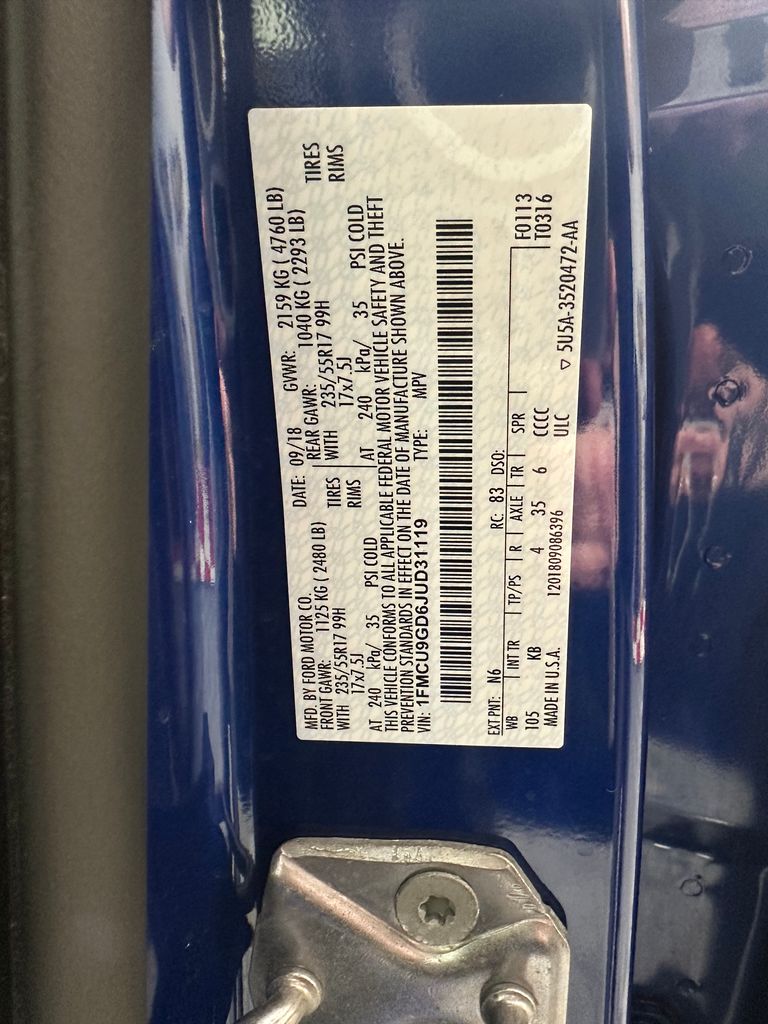 MFD. BY FORD MOTOR CO.
DATE: 09/18
GVWR: 2159 KG ( 4760 LB)
FRONT GAWR: 1125 KG ( 2480 LB)
REAR GAWR: 1040 KG ( 2293 LB)
WITH 235/55R17 99H TIRES
WITH 235/55R17 99H TIRES
17x7.5J RIMS
17x7.5J RIMS
AT 240 kPa/ 35 PSI COLD
AT 240 kPa/ 35 PSI COLD
THIS VEHICLE CONFORMS TO ALL APPLICABLE FEDERAL MOTOR VEHICLE SAFETY AND THEFT
PREVENTION STANDARDS IN EFFECT ON THE DATE OF MANUFACTURE SHOWN ABOVE.
VIN: 1FMCU9GD6JUD31119
TYPE: MPV
EXT PNT: N6 RC: 83 DSO:
F0113
WB INT TR TP/PS R AXLE TR SPR
T0316
105 KB 4 35 6 CCCC
MADE IN U.S.A. 1201809086396 ULC
▽ 5U5A-3520472-AA